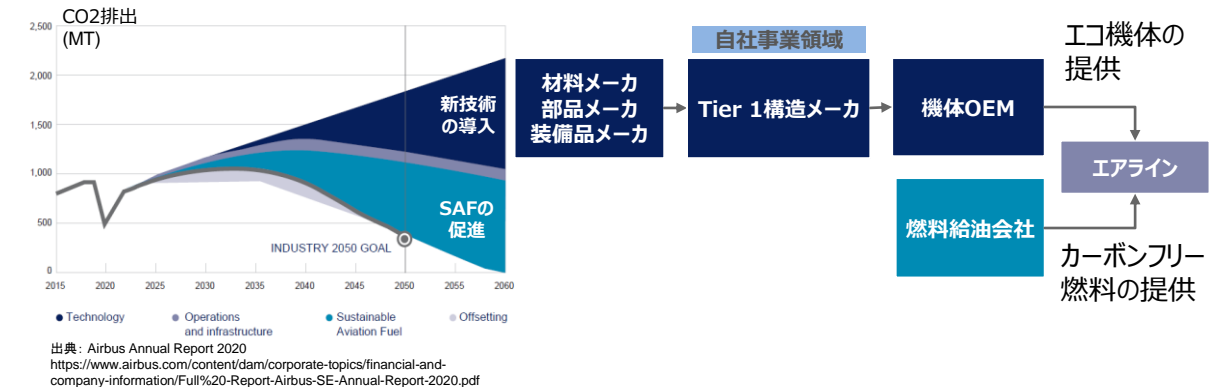 CO2排出
(MT)
2,500
2,000
1,500
1,000
500
0
2015
2020
2025
2030
2035
2040
2045
2050
2055
2060
新技術
の導入
SAFの
促進
INDUSTRY 2050 GOAL
Technology
Operations
and infrastructure
Sustainable
Aviation Fuel
Offsetting
出典： Airbus Annual Report 2020
https://www.airbus.com/content/dam/corporate-topics/financial-and-
company-information/Full%20-Report-Airbus-SE-Annual-Report-2020.pdf
自社事業領域
材料メーカ
部品メーカ
装備品メーカ
Tier 1構造メーカ
機体OEM
エコ機体の
提供
エアライン
燃料給油会社
カーボンフリー
燃料の提供